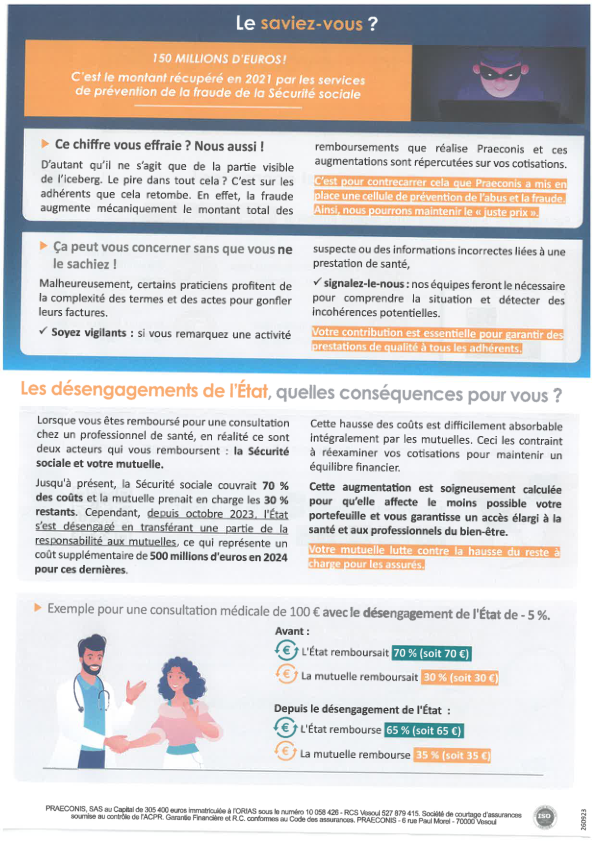 Le saviez-vous ?
150 MILLIONS D'EUROS!
C'est le montant récupéré en 2021 par les services
de prévention de la fraude de la Sécurité sociale
Ce chiffre vous effraie ? Nous aussi !
D'autant qu'il ne s'agit que de la partie visible
de l'iceberg. Le pire dans tout cela ? C'est sur les
adhérents que cela retombe. En effet, la fraude
augmente mécaniquement le montant total des
remboursements que réalise Praeconis et ces
augmentations sont répercutées sur vos cotisations.
C'est pour contrecarrer cela que Praeconis a mis en
place une cellule de prévention de l'abus et la fraude.
Ainsi, nous pourrons maintenir le « juste prix ».
Ça peut vous concerner sans que vous ne
le sachiez !
Malheureusement, certains praticiens profitent de
la complexité des termes et des actes pour gonfler
leurs factures.
✓ Soyez vigilants : si vous remarquez une activité
suspecte ou des informations incorrectes liées à une
prestation de santé,
✓ signalez-le-nous : nos équipes feront le nécessaire
pour comprendre la situation et détecter des
incohérences potentielles.
Votre contribution est essentielle pour garantir des
prestations de qualité à tous les adhérents.
Les désengagements de l'État, quelles conséquences pour vous ?
Lorsque vous êtes remboursé pour une consultation
chez un professionnel de santé, en réalité ce sont
deux acteurs qui vous remboursent : la Sécurité
sociale et votre mutuelle.
Jusqu'à présent, la Sécurité sociale couvrait 70 %
des coûts et la mutuelle prenait en charge les 30 %
restants. Cependant, depuis octobre 2023, l'État
s'est désengagé en transférant une partie de la
responsabilité aux mutuelles, ce qui représente un
coût supplémentaire de 500 millions d'euros en 2024
pour ces dernières.
Cette hausse des coûts est difficilement absorbable
intégralement par les mutuelles. Ceci les contraint
à réexaminer vos cotisations pour maintenir un
équilibre financier.
Cette augmentation est soigneusement calculée
pour qu'elle affecte le moins possible votre
portefeuille et vous garantisse un accès élargi à la
santé et aux professionnels du bien-être.
Votre mutuelle lutte contre la hausse du reste à
charge pour les assurés.
Exemple pour une consultation médicale de 100 € avec le désengagement de l'État de - 5 %.
Avant :
€ L'État remboursait 70 % (soit 70 €)
€ La mutuelle remboursait 30 % (soit 30 €)
Depuis le désengagement de l'État :
€ L'État rembourse 65 % (soit 65 €)
€ La mutuelle rembourse 35 % (soit 35 €)
PRAECONIS, SAS au Capital de 305 400 euros immatriculée à l'ORIAS sous le numéro 10 058 426 - RCS Vesoul 527 879 415. Société de courtage d'assurances
soumise au contrôle de l'ACPR. Garantie Financière et R.C. conformes au Code des assurances. PRAECONIS - 6 rue Paul Morel - 70000 Vesoul
ISO
260923